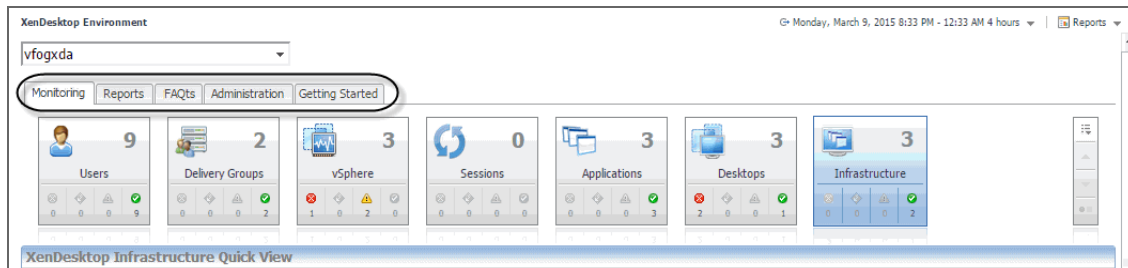 XenDesktop Environment
Monday, March 9, 2015 8:33 PM - 12:33 AM 4 hours
Reports
vfogxda
Monitoring Reports FAQts Administration Getting Started
9 2 3 0 3 3 3
Users Delivery Groups vSphere Sessions Applications Desktops Infrastructure
0 0 0 9 0 0 0 2 1 0 2 0 0 0 0 0 0 0 0 3 2 0 0 1 0 0 0 2
XenDesktop Infrastructure Quick View